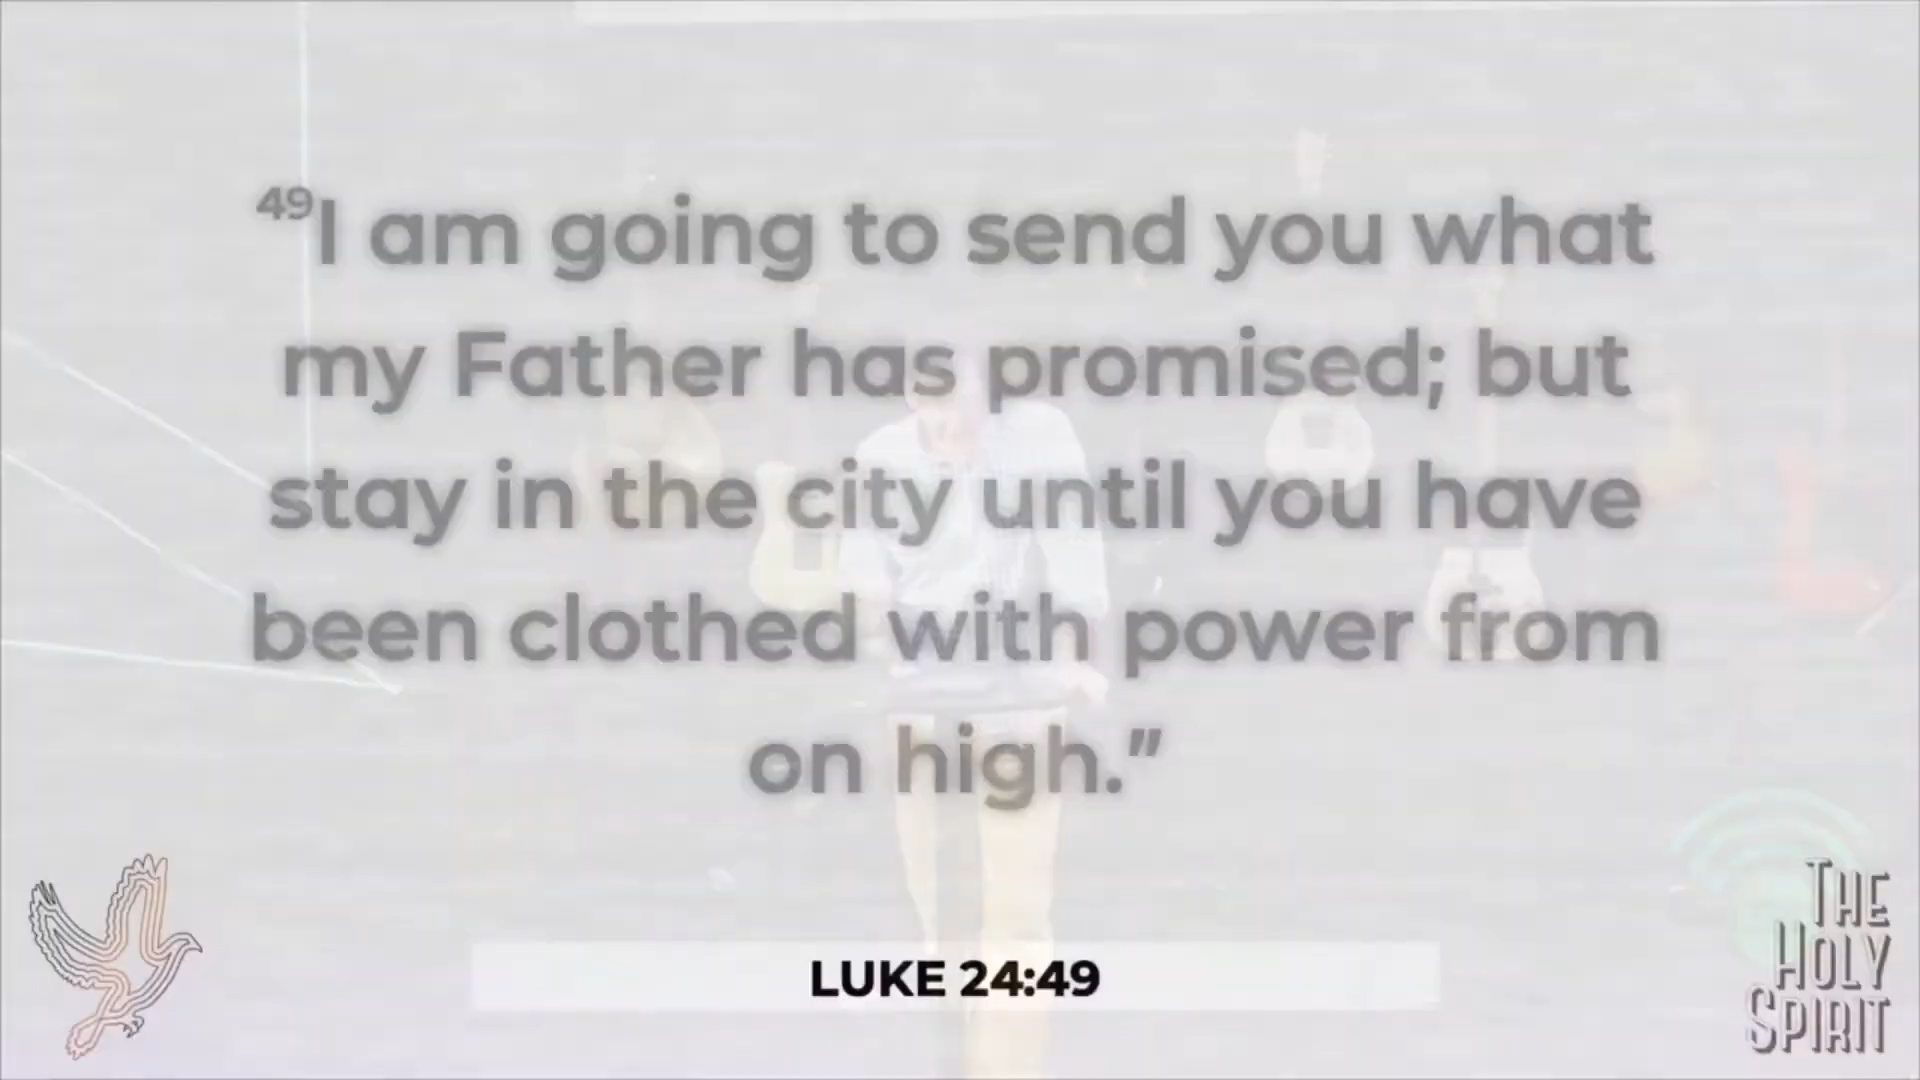 49I am going to send you what
my Father has promised; but
stay in the city until you have
been clothed with power from
on high.”
LUKE 24:49
THE
HOLY
SPIRIT